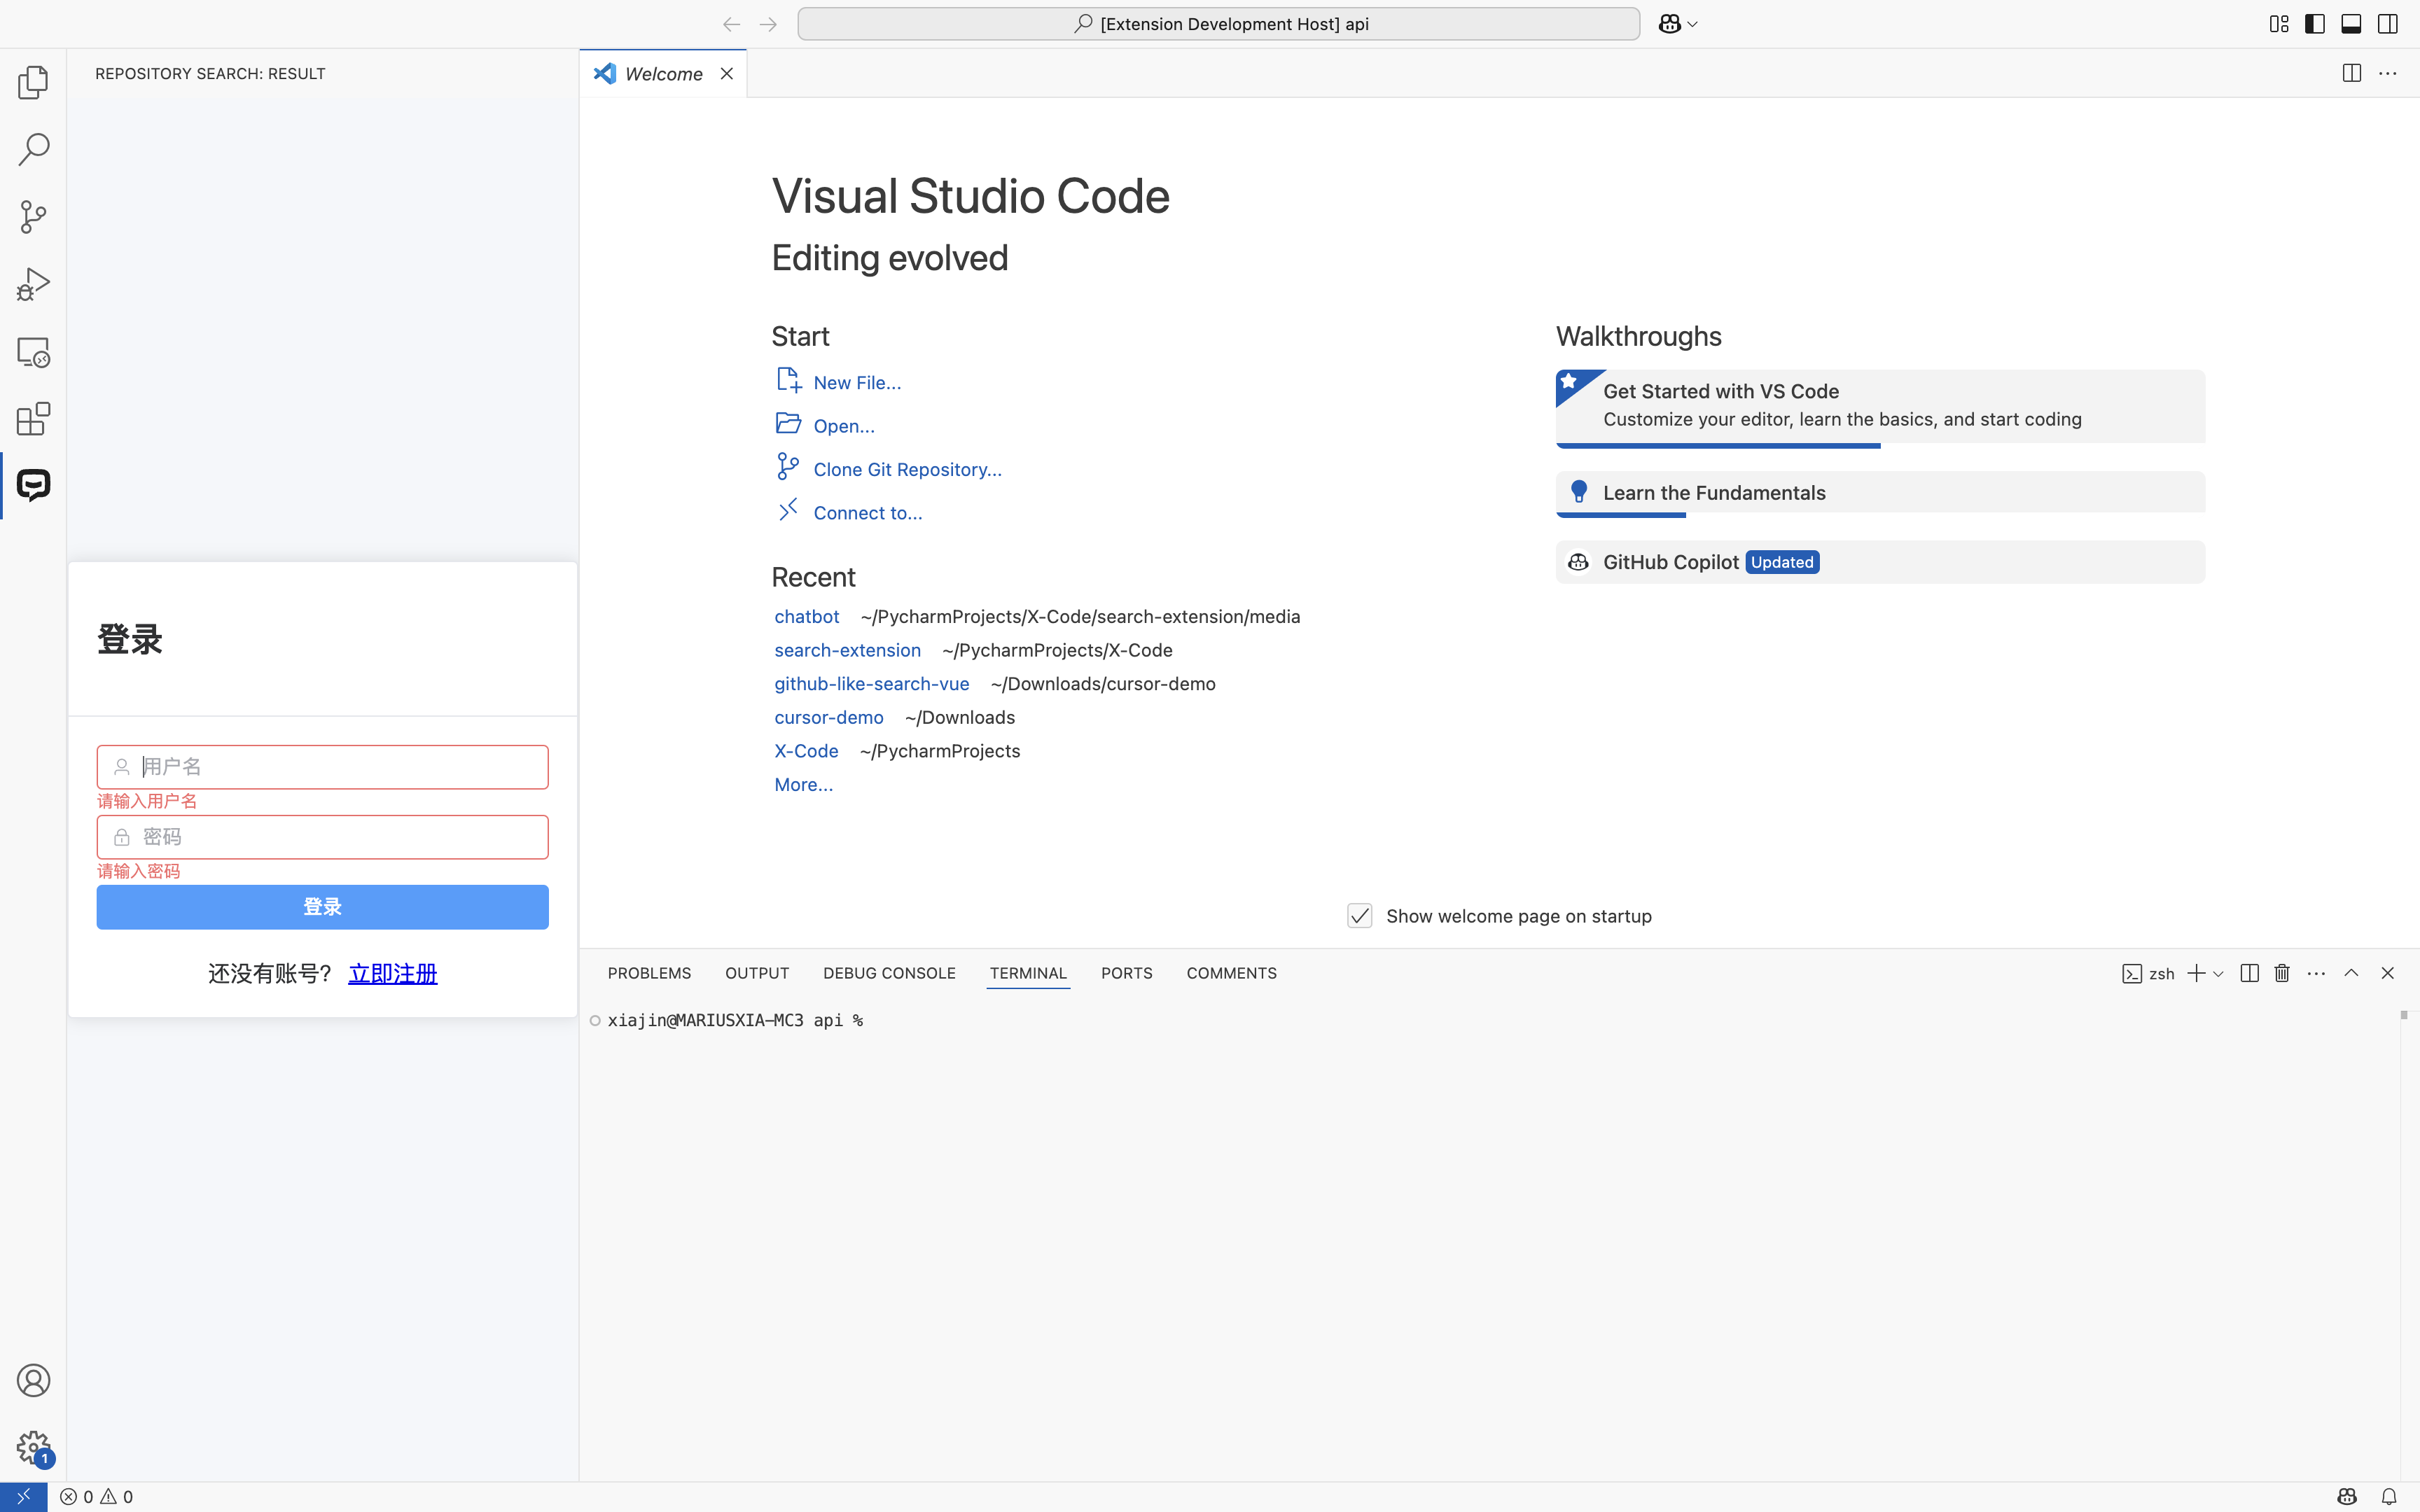 [Extension Development Host] api
REPOSITORY SEARCH: RESULT
Welcome
Visual Studio Code
Editing evolved
Start
New File...
Open...
Clone Git Repository...
Connect to...
Recent
chatbot ~/PycharmProjects/X-Code/search-extension/media
search-extension ~/PycharmProjects/X-Code
github-like-search-vue ~/Downloads/cursor-demo
cursor-demo ~/Downloads
X-Code ~/PycharmProjects
More...
Walkthroughs
Get Started with VS Code
Customize your editor, learn the basics, and start coding
Learn the Fundamentals
GitHub Copilot Updated
Show welcome page on startup
登录
用户名
请输入用户名
密码
请输入密码
登录
还没有账号? 立即注册
PROBLEMS OUTPUT DEBUG CONSOLE TERMINAL PORTS COMMENTS
zsh
xiajin@MARIUSXIA-MC3 api %
1
0 0